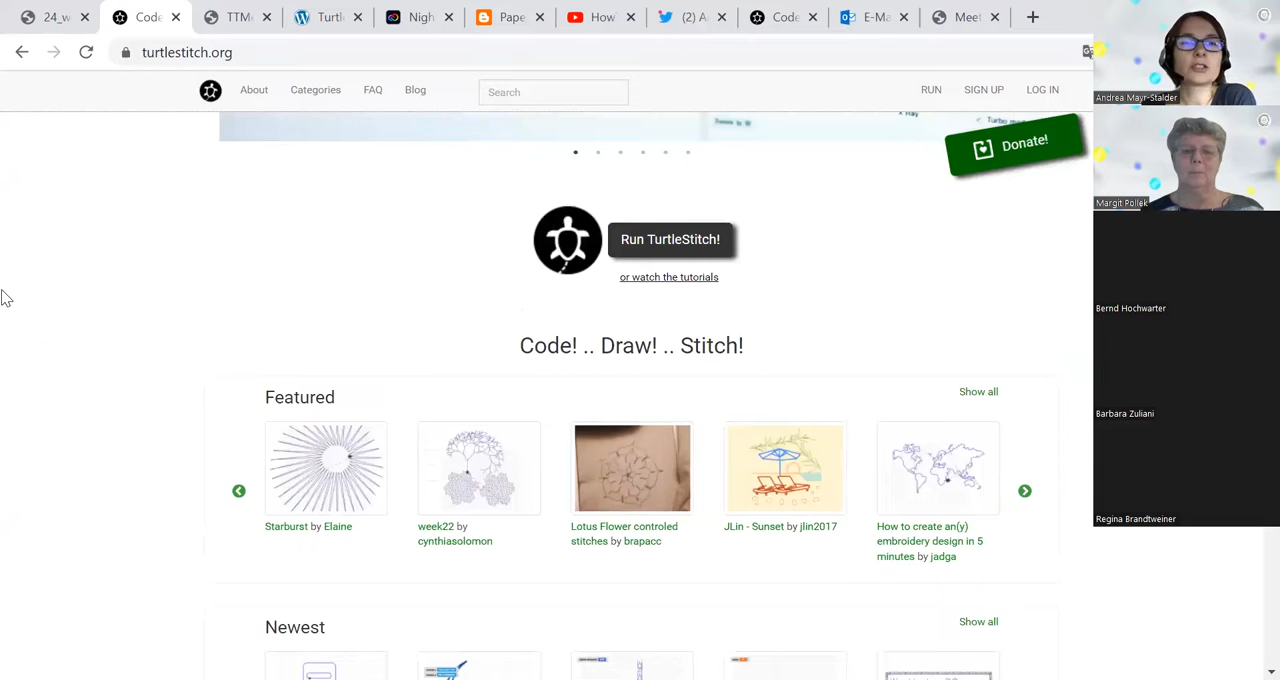 24_w
Code
TTM
Turtl
Nigh
Pape
How
(2) A
Code
E-Ma
Meet
turtlestitch.org
About
Categories
FAQ
Blog
Search
RUN
SIGN UP
LOG IN
Andrea Mayr-Stalder
Donate!
Margit Pollek
Run TurtleStitch!
or watch the tutorials
Bernd Hochwarter
Code! .. Draw! .. Stitch!
Featured
Show all
Barbara Zuliani
Regina Brandtweiner
Starburst by Elaine
week22 by
cynthiasolomon
Lotus Flower controled
stitches by brapacc
JLin - Sunset by jlin2017
How to create an(y)
embroidery design in 5
minutes by jadga
Newest
Show all